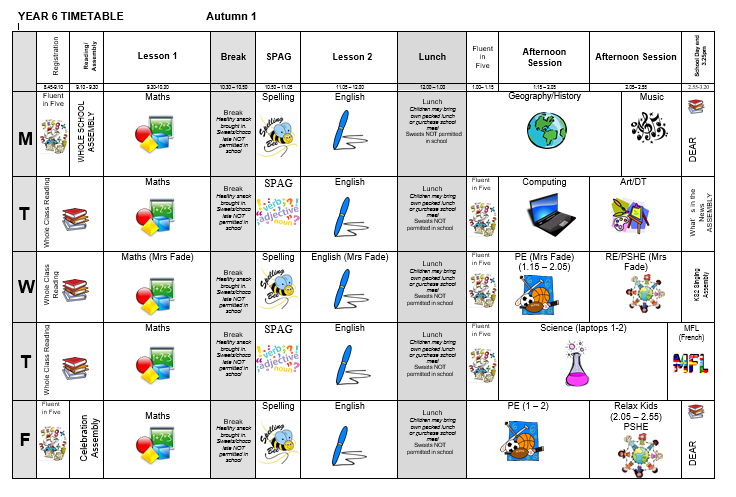 YEAR 6 TIMETABLE Autumn 1
Registration
Reading/
Assembly
Lesson 1
Break
SPAG
Lesson 2
Lunch
Fluent
in
Five
Afternoon
Session
Afternoon Session
School Day end
3.25pm
8.45-9.10
9.10 - 9.30
9.30-10.30
10.30 – 10.50
10.50 – 11.05
11.05 – 12.00
12.00 – 1.00
1.00– 1.15
1.15 – 2.05
2.05– 2.55
2.55-3.20
M
Fluent
in Five
WHOLE SCHOOL
ASSEMBLY
Maths
Break
Healthy snack
brought in.
Sweets/choco
late NOT
permitted in
school
Spelling
Spelling
Bee
English
Lunch
Children may bring
own packed lunch
or purchase school
meal
Sweets NOT permitted
in school
Geography/History
Music
DEAR
T
Whole Class Reading
Maths
Break
Healthy snack
brought in.
Sweets/choco
late NOT
permitted in
school
SPAG
verb
adjective
noun
English
Lunch
Children may bring
own packed lunch
or purchase school
meal
Sweets NOT
permitted in school
Fluent
in Five
Computing
Art/DT
What's in the
News
ASSEMBLY
W
Whole Class
Reading
Maths (Mrs Fade)
Break
Healthy snack
brought in.
Sweets/choco
late NOT
permitted in
school
Spelling
Spelling
Bee
English (Mrs Fade)
Lunch
Children may bring
own packed lunch
or purchase school
meal
Sweets NOT
permitted in school
Fluent
in Five
PE (Mrs Fade)
(1.15 – 2.05)
RE/PSHE (Mrs
Fade)
KS2 Singing
Assembly
T
Whole Class Reading
Maths
Break
Healthy snack
brought in.
Sweets/choco
late NOT
permitted in
school
SPAG
verb
adjective
noun
English
Lunch
Children may bring
own packed lunch
or purchase school
meal
Sweets NOT
permitted in school
Fluent
in Five
Science (laptops 1-2)
MFL
(French)
MFL
F
Fluent
in Five
Celebration
Assembly
Maths
Break
Healthy snack
brought in.
Sweets/choco
late NOT
permitted in
school
Spelling
Spelling
Bee
English
Lunch
Children may bring
own packed lunch
or purchase school
meal
Sweets NOT
permitted in school
PE (1 – 2)
Relax Kids
(2.05 – 2.55)
PSHE
DEAR